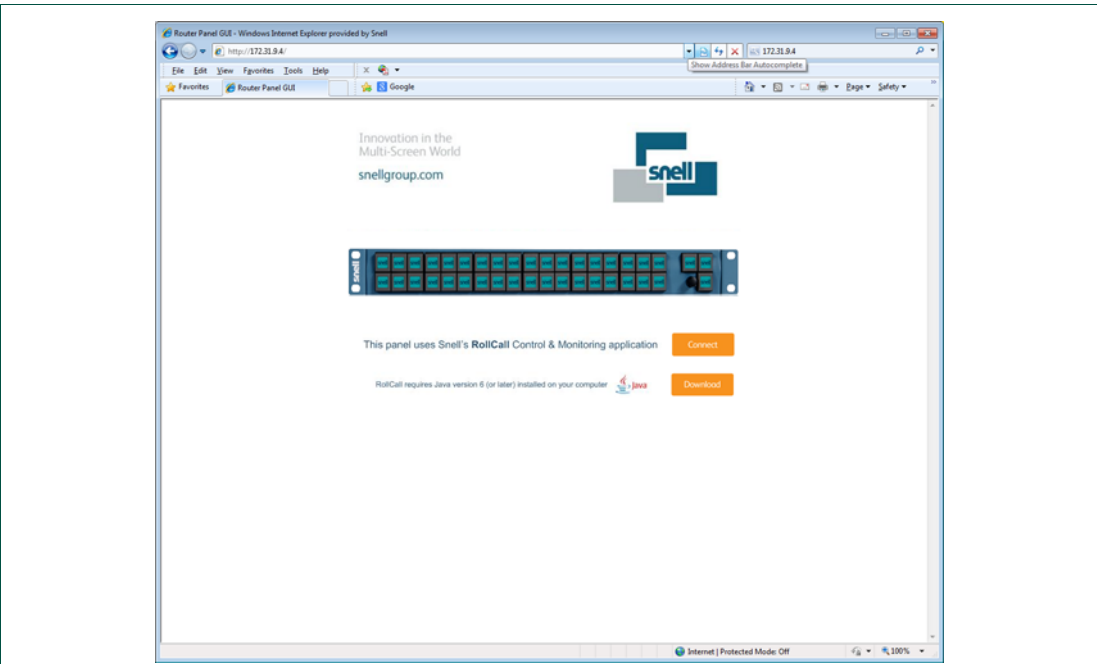 Router Panel GUI - Windows Internet Explorer provided by Snell
http://172.31.9.4/
172.31.9.4
Show Address Bar Autocomplete
File Edit View Favorites Tools Help
Favorites
Router Panel GUI
Google
Page
Safety
Innovation in the
Multi-Screen World
snellgroup.com
snell
snell
This panel uses Snell's RollCall Control & Monitoring application
Connect
RollCall requires Java version 6 (or later) installed on your computer
Java
Download
Internet | Protected Mode: Off
100%